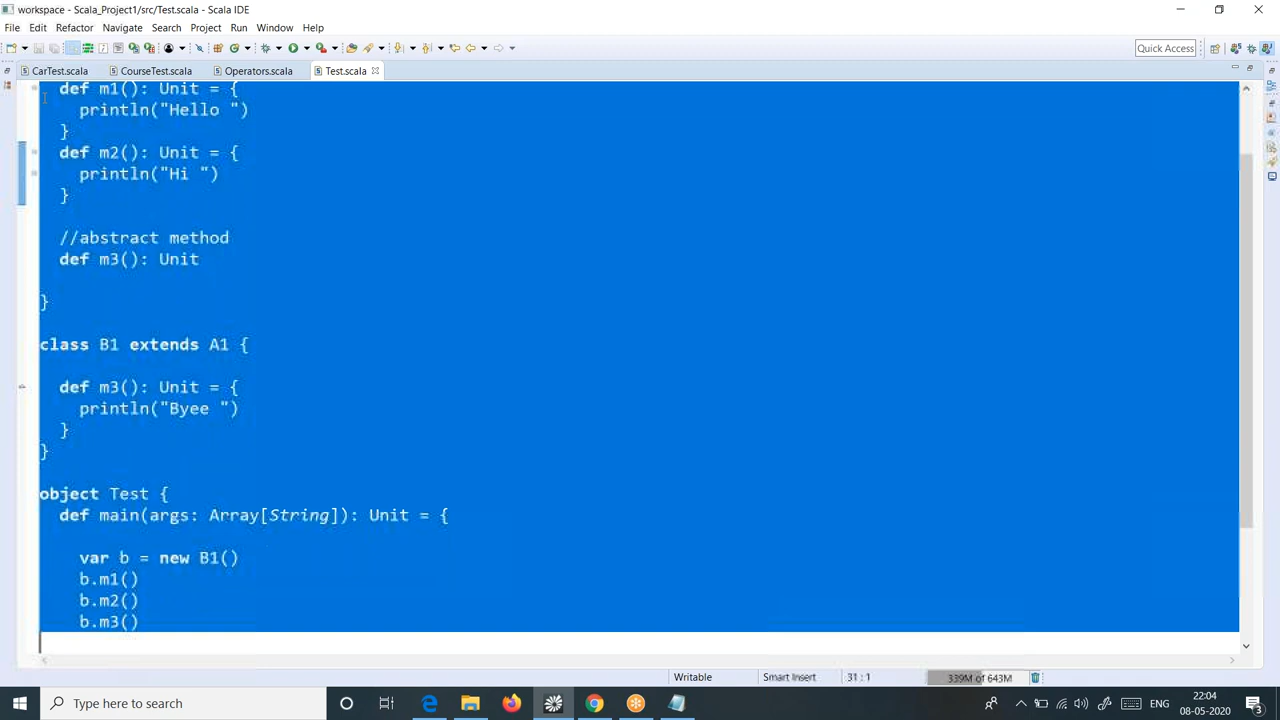 workspace - Scala_Project1/src/Test.scala - Scala IDE
File Edit Refactor Navigate Search Project Run Window Help
Quick Access
CarTest.scala CourseTest.scala Operators.scala Test.scala
def m1(): Unit = {
println("Hello ")
}
def m2(): Unit = {
println("Hi ")
}
//abstract method
def m3(): Unit
}
class B1 extends A1 {
def m3(): Unit = {
println("Byee ")
}
}
object Test {
def main(args: Array[String]): Unit = {
var b = new B1()
b.m1()
b.m2()
b.m3()
Writable Smart Insert 31 : 1 339M of 643M
Type here to search
ENG 22:04
08-05-2020
3